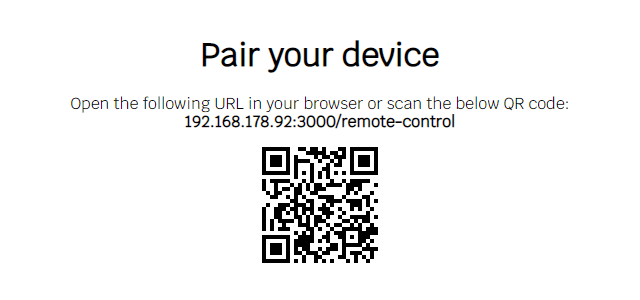 Pair your device
Open the following URL in your browser or scan the below QR code:
192.168.178.92:3000/remote-control